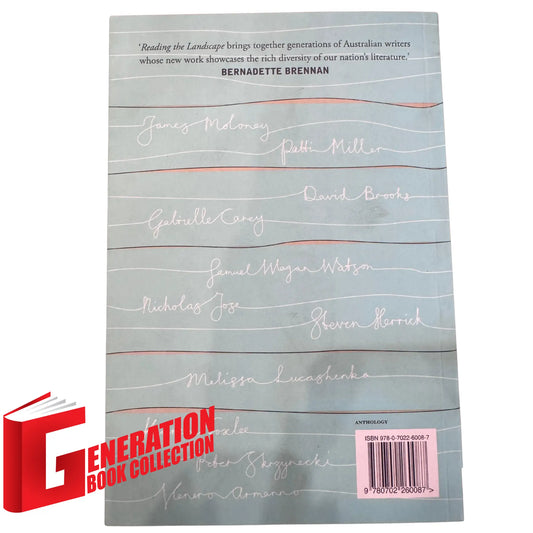 'Reading the Landscape brings together generations of Australian writers
whose new work showcases the rich diversity of our nation's literature.'
BERNADETTE BRENNAN
James Moloney
Patti Miller
David Brooks
Gabrielle Carey
Samuel Wagan Watson
Nicholas Jose
Steven Herrick
Melissa Lucashenko
Foxlee
Peter Skrzynecki
Venero Armanno
ANTHOLOGY
ISBN 978-0-7022-6008-7
9 780702 260087 >
GENERATION
BOOK COLLECTION